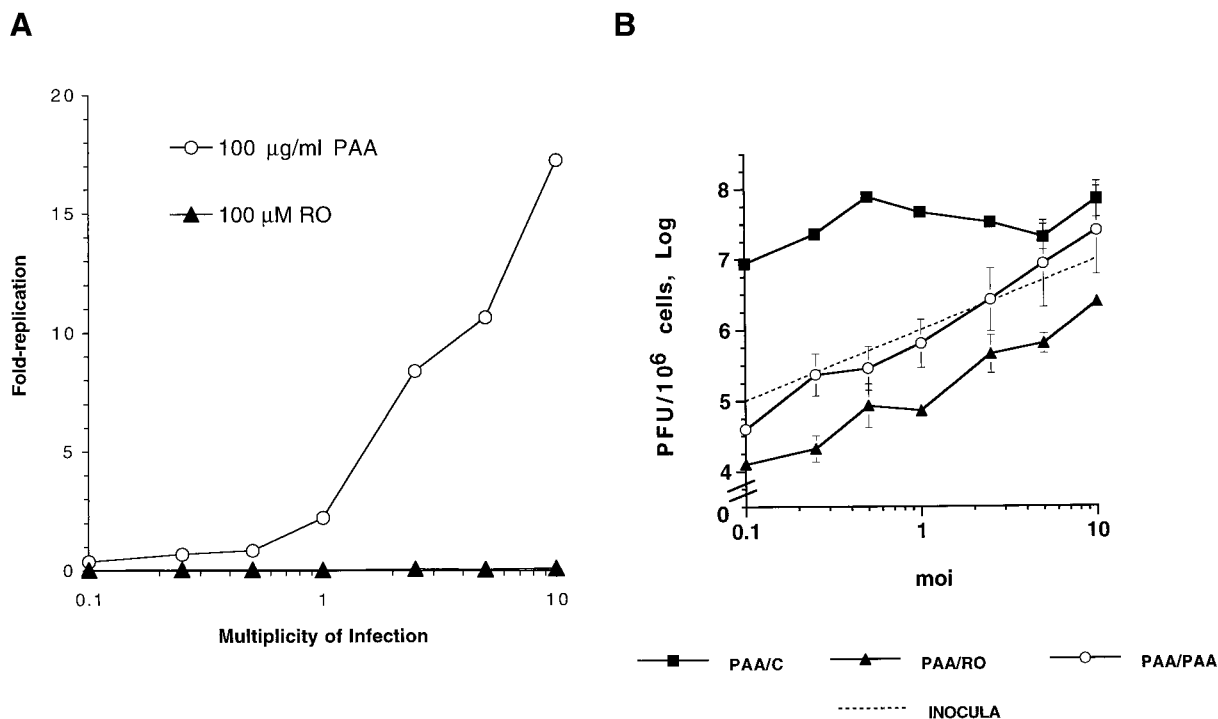 A
B
20
15
10
5
0
Fold-replication
100 µg/ml PAA
100 µM RO
0.1
1
10
Multiplicity of Infection
8
7
6
5
4
0
PFU/10⁶ cells, Log
0.1
1
10
moi
PAA/C
PAA/RO
PAA/PAA
INOCULA